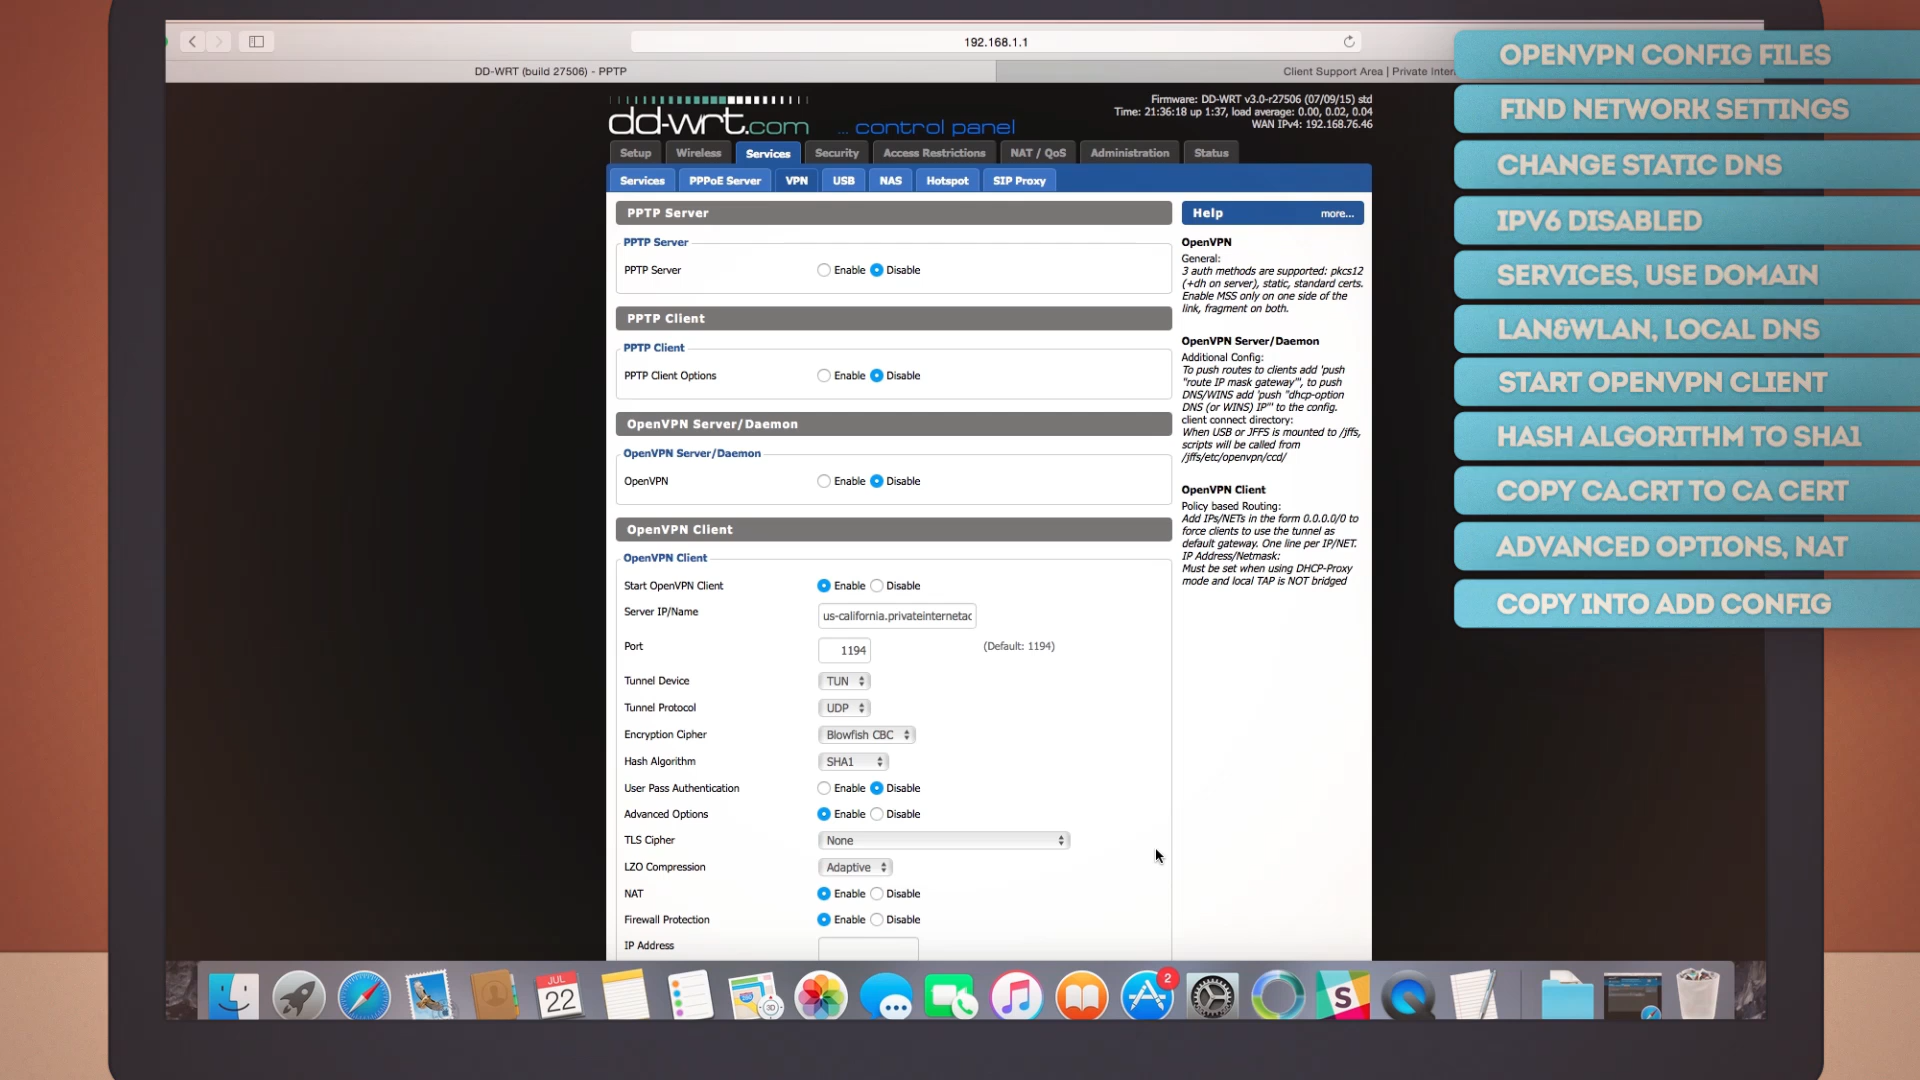 192.168.1.1
DD-WRT (build 27506) - PPTP
Client Support Area | Private Inter
dd-wrt.com
... control panel
Firmware: DD-WRT v3.0-r27506 (07/09/15) std
Time: 21:36:18 up 1:37, load average: 0.00, 0.02, 0.04
WAN IPv4: 192.168.76.46
Setup Wireless Services Security Access Restrictions NAT / QoS Administration Status
Services PPPoE Server VPN USB NAS Hotspot SIP Proxy
PPTP Server
PPTP Server
PPTP Server Enable Disable
PPTP Client
PPTP Client
PPTP Client Options Enable Disable
OpenVPN Server/Daemon
OpenVPN Server/Daemon
OpenVPN Enable Disable
OpenVPN Client
OpenVPN Client
Start OpenVPN Client Enable Disable
Server IP/Name us-california.privateinternetac
Port 1194 (Default: 1194)
Tunnel Device TUN
Tunnel Protocol UDP
Encryption Cipher Blowfish CBC
Hash Algorithm SHA1
User Pass Authentication Enable Disable
Advanced Options Enable Disable
TLS Cipher None
LZO Compression Adaptive
NAT Enable Disable
Firewall Protection Enable Disable
IP Address
Help more...
OpenVPN
General:
3 auth methods are supported: pkcs12
(+dh on server), static, standard certs.
Enable MSS only on one side of the
link, fragment on both.
OpenVPN Server/Daemon
Additional Config:
To push routes to clients add 'push
"route IP mask gateway"', to push
DNS/WINS add 'push "dhcp-option
DNS (or WINS) IP"' to the config.
client connect directory:
When USB or JFFS is mounted to /jffs,
scripts will be called from
/jffs/etc/openvpn/ccd/
OpenVPN Client
Policy based Routing:
Add IPs/NETs in the form 0.0.0.0/0 to
force clients to use the tunnel as
default gateway. One line per IP/NET.
IP Address/Netmask:
Must be set when using DHCP-Proxy
mode and local TAP is NOT bridged
OPENVPN CONFIG FILES
FIND NETWORK SETTINGS
CHANGE STATIC DNS
IPV6 DISABLED
SERVICES, USE DOMAIN
LAN&WLAN, LOCAL DNS
START OPENVPN CLIENT
HASH ALGORITHM TO SHA1
COPY CA.CRT TO CA CERT
ADVANCED OPTIONS, NAT
COPY INTO ADD CONFIG
JUL
22
280
3D
2
S